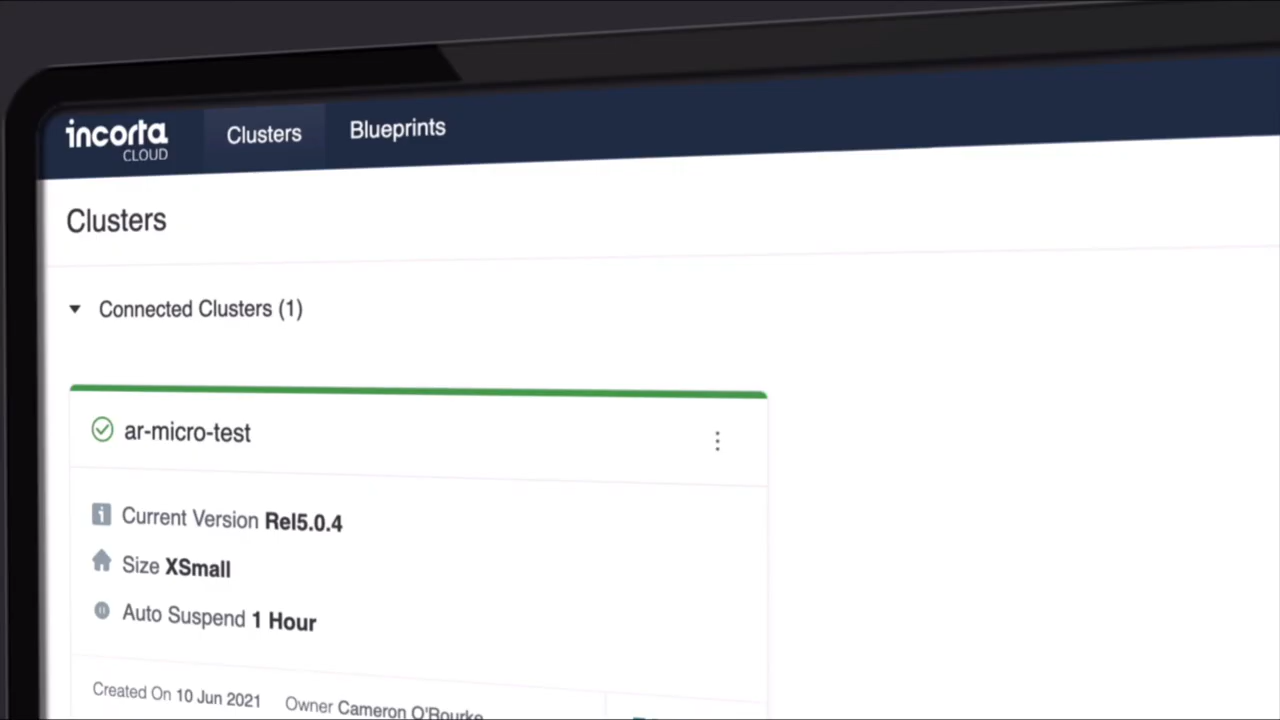 incorta
CLOUD
Clusters
Blueprints
Clusters
Connected Clusters (1)
ar-micro-test
Current Version Rel5.0.4
Size XSmall
Auto Suspend 1 Hour
Created On 10 Jun 2021
Owner Cameron O'Rourke